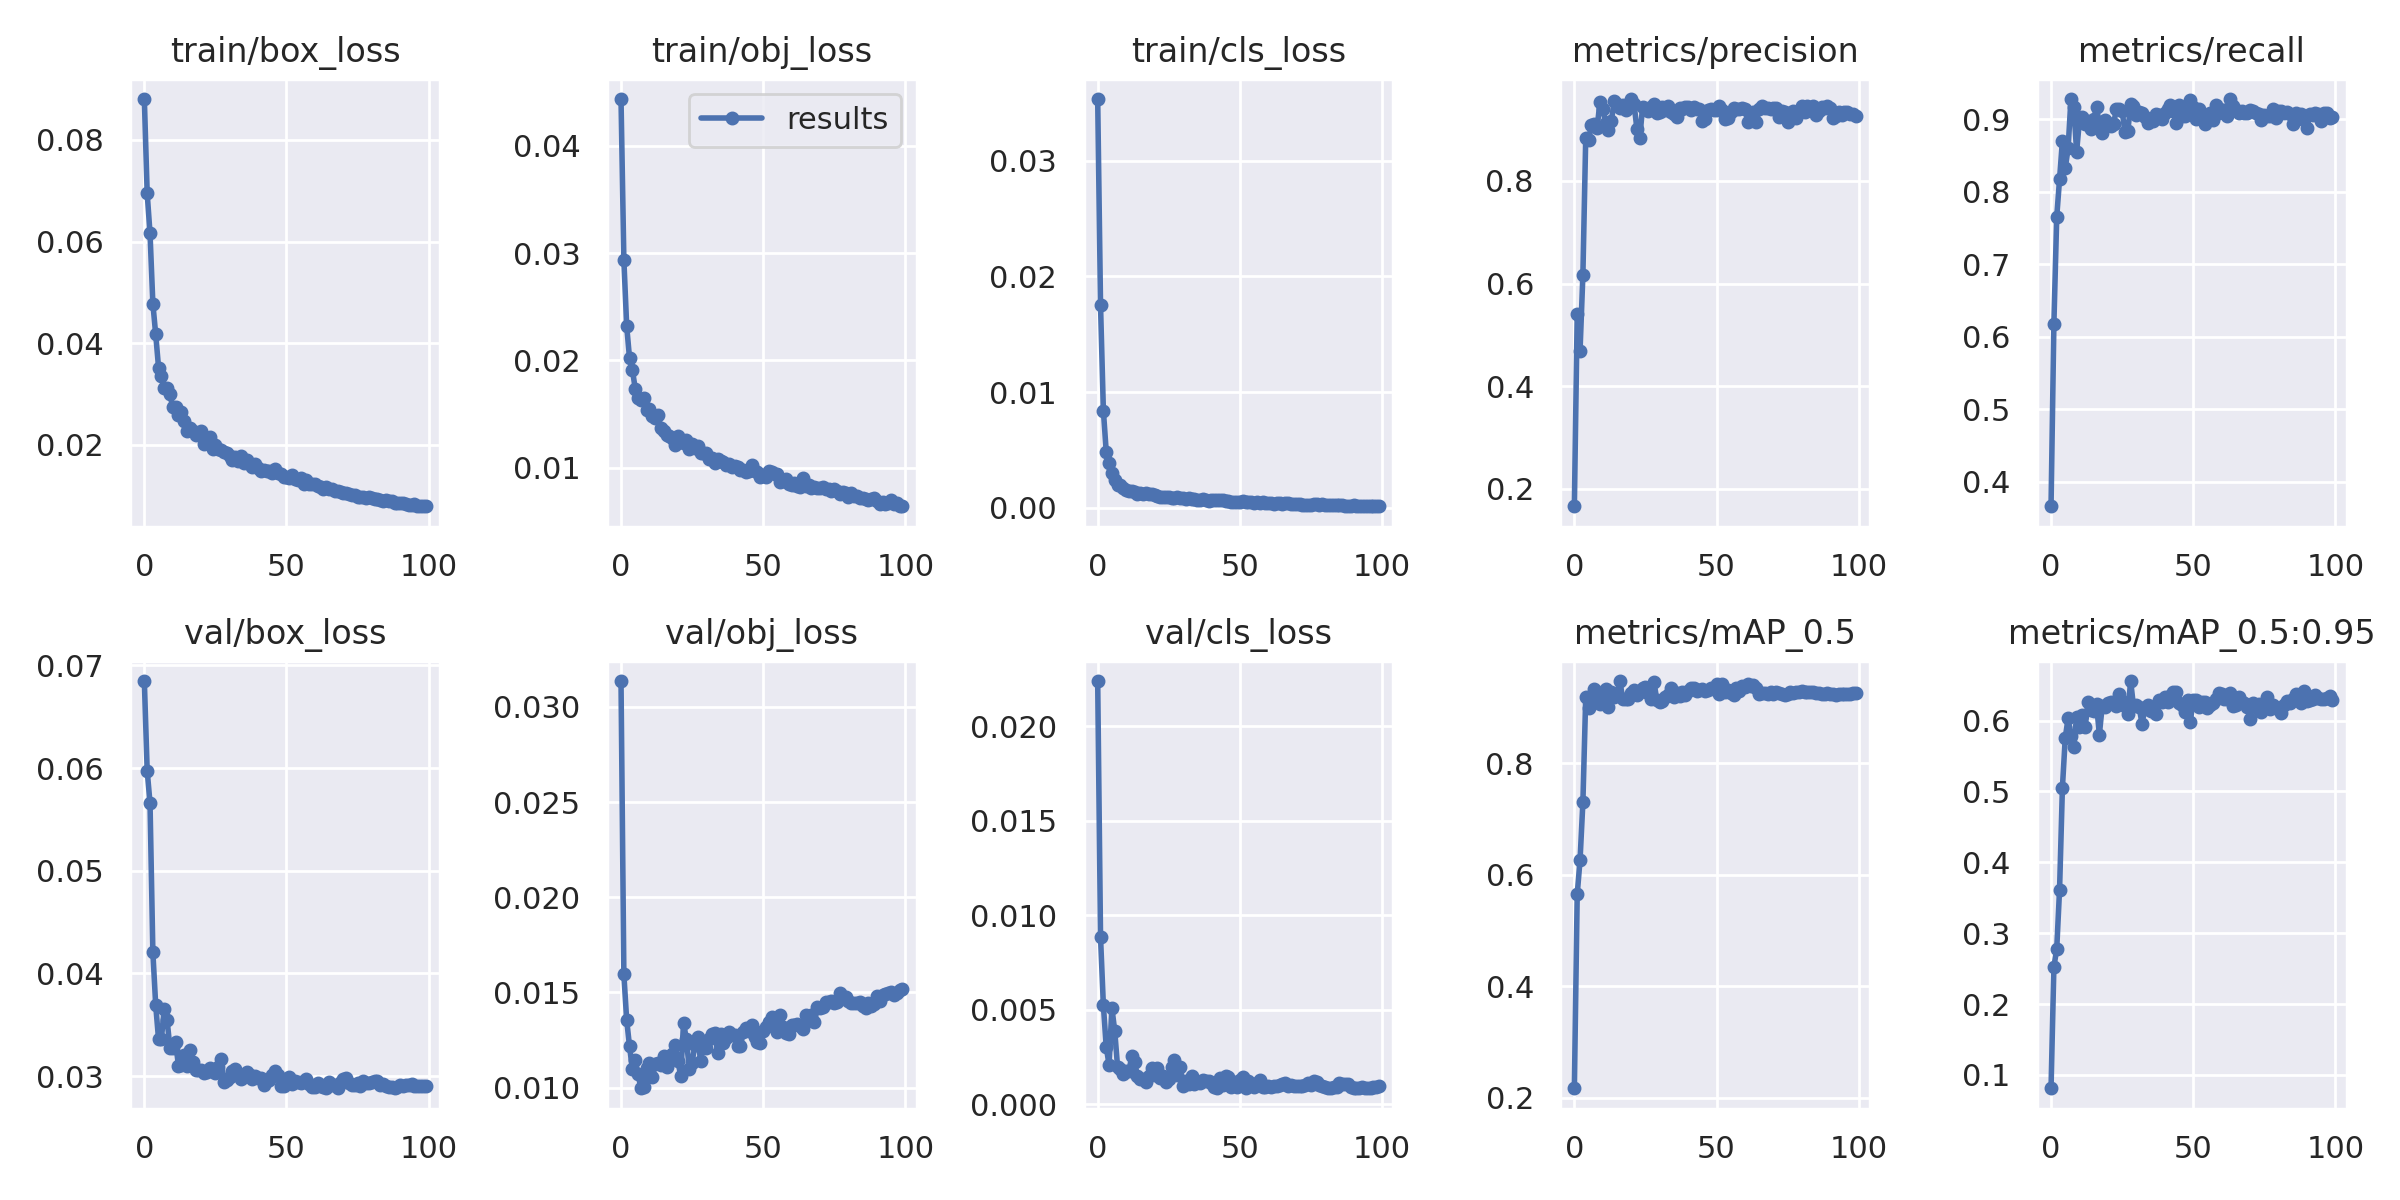 train/box_loss
0.08
0.06
0.04
0.02
0 50 100
train/obj_loss
results
0.04
0.03
0.02
0.01
0 50 100
train/cls_loss
0.03
0.02
0.01
0.00
0 50 100
metrics/precision
0.8
0.6
0.4
0.2
0 50 100
metrics/recall
0.9
0.8
0.7
0.6
0.5
0.4
0 50 100
val/box_loss
0.07
0.06
0.05
0.04
0.03
0 50 100
val/obj_loss
0.030
0.025
0.020
0.015
0.010
0 50 100
val/cls_loss
0.020
0.015
0.010
0.005
0.000
0 50 100
metrics/mAP_0.5
0.8
0.6
0.4
0.2
0 50 100
metrics/mAP_0.5:0.95
0.6
0.5
0.4
0.3
0.2
0.1
0 50 100